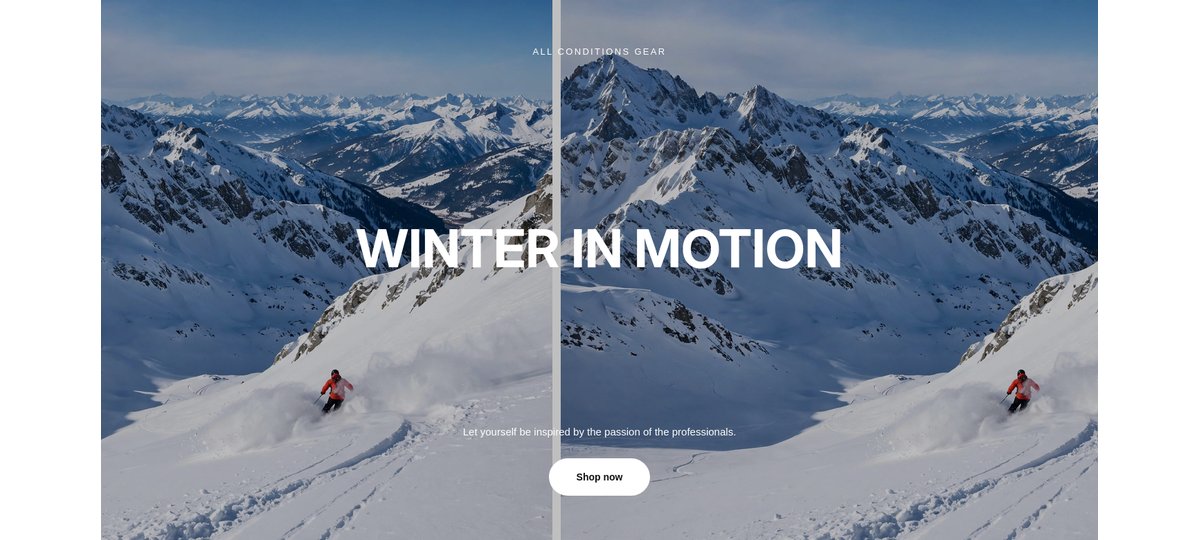 ALL CONDITIONS GEAR
WINTER IN MOTION
Let yourself be inspired by the passion of the professionals.
Shop now